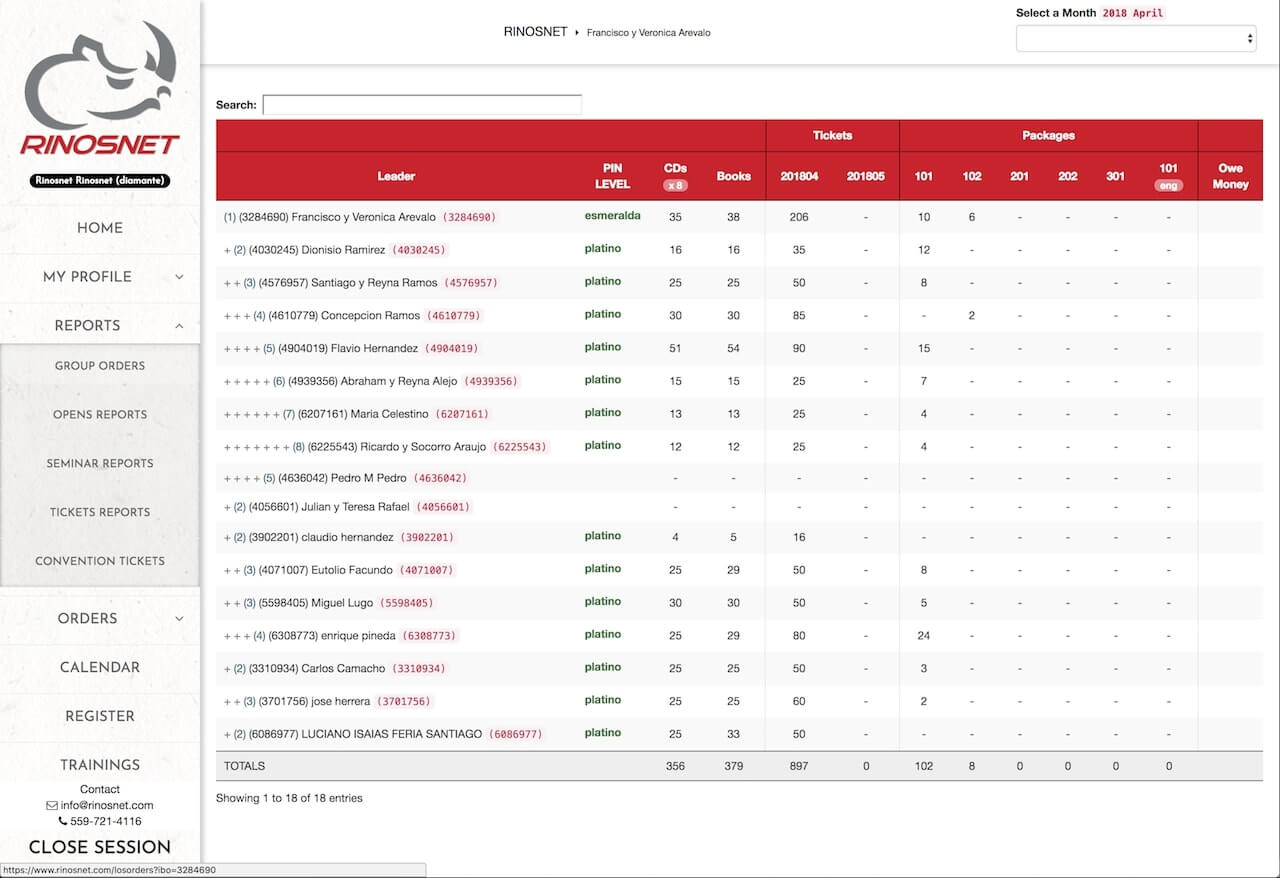 RINOSNET
Rinosnet Rinosnet (diamante)
HOME
MY PROFILE
REPORTS
GROUP ORDERS
OPENS REPORTS
SEMINAR REPORTS
TICKETS REPORTS
CONVENTION TICKETS
ORDERS
CALENDAR
REGISTER
TRAININGS
Contact
info@rinosnet.com
559-721-4116
CLOSE SESSION
RINOSNET ▸ Francisco y Veronica Arevalo
Select a Month 2018 April
Search:
Tickets Packages
Leader PIN LEVEL CDs x 8 Books 201804 201805 101 102 201 202 301 101 eng Owe Money
(1) (3284690) Francisco y Veronica Arevalo (3284690) esmeralda 35 38 206 - 10 6 - - - -
+ (2) (4030245) Dionisio Ramirez (4030245) platino 16 16 35 - 12 - - - - -
+ + (3) (4576957) Santiago y Reyna Ramos (4576957) platino 25 25 50 - 8 - - - - -
+ + + (4) (4610779) Concepcion Ramos (4610779) platino 30 30 85 - - 2 - - - -
+ + + + (5) (4904019) Flavio Hernandez (4904019) platino 51 54 90 - 15 - - - - -
+ + + + + (6) (4939356) Abraham y Reyna Alejo (4939356) platino 15 15 25 - 7 - - - - -
+ + + + + + (7) (6207161) Maria Celestino (6207161) platino 13 13 25 - 4 - - - - -
+ + + + + + + (8) (6225543) Ricardo y Socorro Araujo (6225543) platino 12 12 25 - 4 - - - - -
+ + + + (5) (4636042) Pedro M Pedro (4636042) - - - - - - - - - -
+ (2) (4056601) Julian y Teresa Rafael (4056601) - - - - - - - - - -
+ (2) (3902201) claudio hernandez (3902201) platino 4 5 16 - - - - - - -
+ + (3) (4071007) Eutolio Facundo (4071007) platino 25 29 50 - 8 - - - - -
+ + (3) (5598405) Miguel Lugo (5598405) platino 30 30 50 - 5 - - - - -
+ + + (4) (6308773) enrique pineda (6308773) platino 25 29 80 - 24 - - - - -
+ (2) (3310934) Carlos Camacho (3310934) platino 25 25 50 - 3 - - - - -
+ + (3) (3701756) jose herrera (3701756) platino 25 25 60 - 2 - - - - -
+ (2) (6086977) LUCIANO ISAIAS FERIA SANTIAGO (6086977) platino 25 33 50 - - - - - - -
TOTALS 356 379 897 0 102 8 0 0 0 0
Showing 1 to 18 of 18 entries
https://www.rinosnet.com/losorders?ibo=3284690